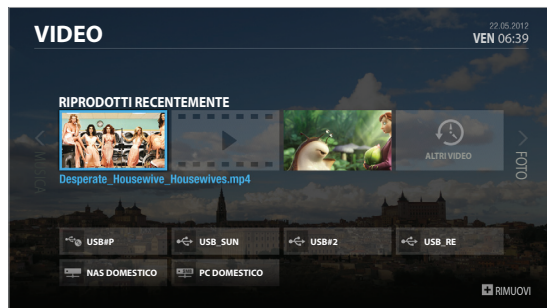 VIDEO
22.05.2012
VEN 06:39
RIPRODOTTI RECENTEMENTE
MUSICA
ALTRI VIDEO
FOTO
Desperate_Housewive_Housewives.mp4
USB#P
USB_SUN
USB#2
USB_RE
NAS DOMESTICO
PC DOMESTICO
RIMUOVI